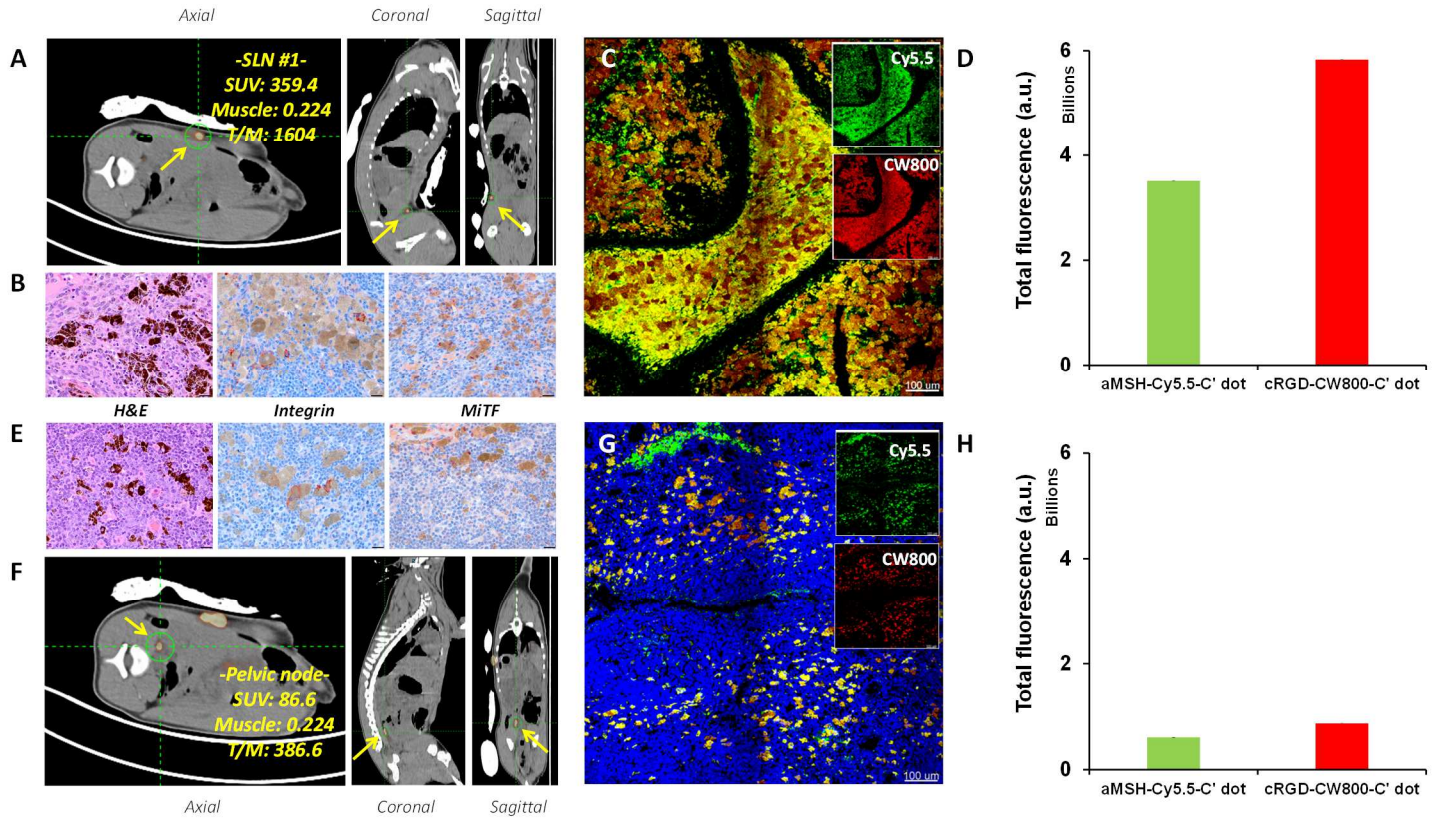 Axial
Coronal
Sagittal
A
-SLN #1-
SUV: 359.4
Muscle: 0.224
T/M: 1604
B
H&E
Integrin
MiTF
E
F
-Pelvic node-
SUV: 86.6
Muscle: 0.224
T/M: 386.6
Axial
Coronal
Sagittal
C
Cy5.5
CW800
100 um
D
Total fluorescence (a.u.)
Billions
6
4
2
0
aMSH-Cy5.5-C' dot
cRGD-CW800-C' dot
G
Cy5.5
CW800
100 um
H
Total fluorescence (a.u.)
Billions
6
4
2
0
aMSH-Cy5.5-C' dot
cRGD-CW800-C' dot